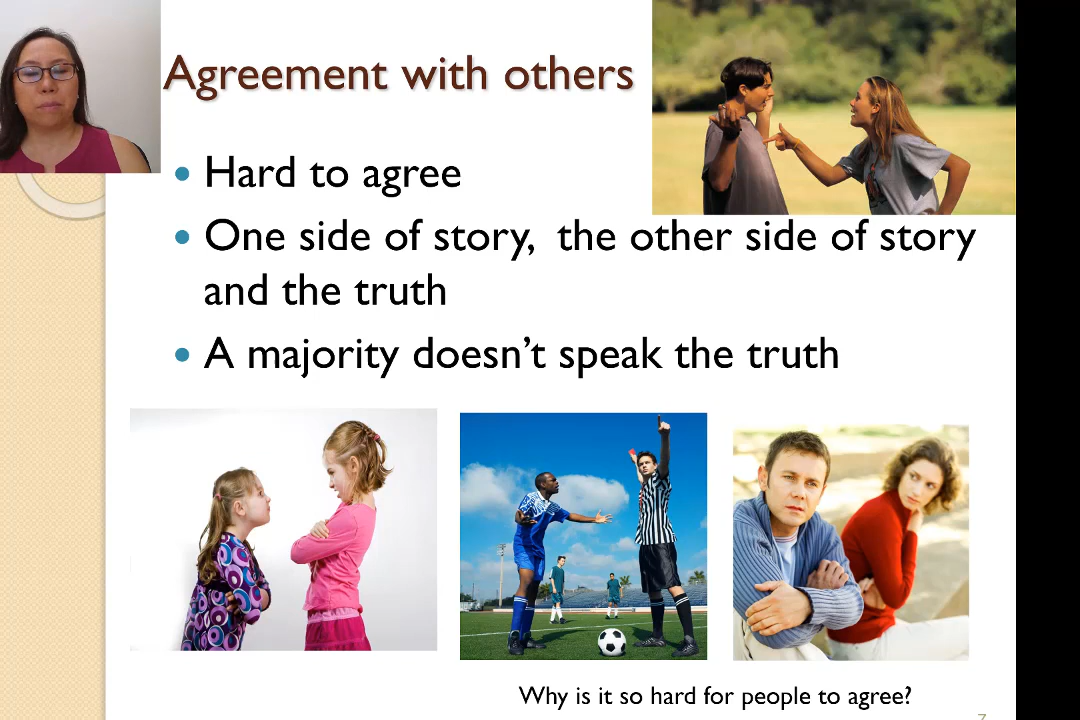 Agreement with others
Hard to agree
One side of story, the other side of story
and the truth
A majority doesn't speak the truth
Why is it so hard for people to agree?
7